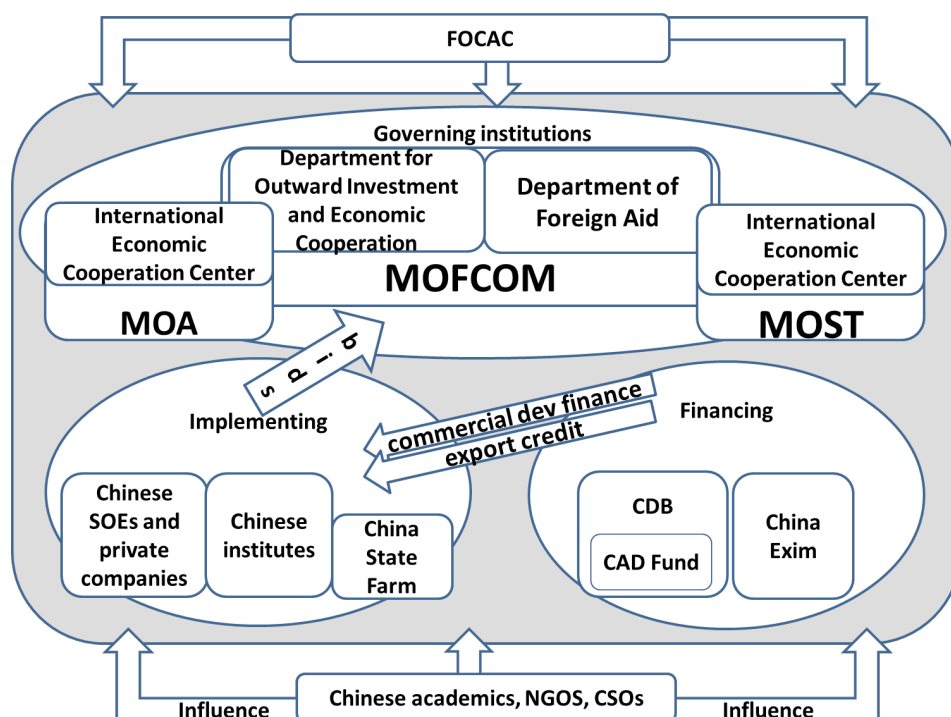 FOCAC
Governing institutions
Department for
Outward Investment
and Economic
Cooperation
Department of
Foreign Aid
International
Economic
Cooperation Center
International
Economic
Cooperation Center
MOFCOM
MOA
MOST
bids
Implementing
commercial dev finance
export credit
Financing
Chinese
SOEs and
private
companies
Chinese
institutes
China
State
Farm
CDB
CAD Fund
China
Exim
Influence
Chinese academics, NGOS, CSOs
Influence